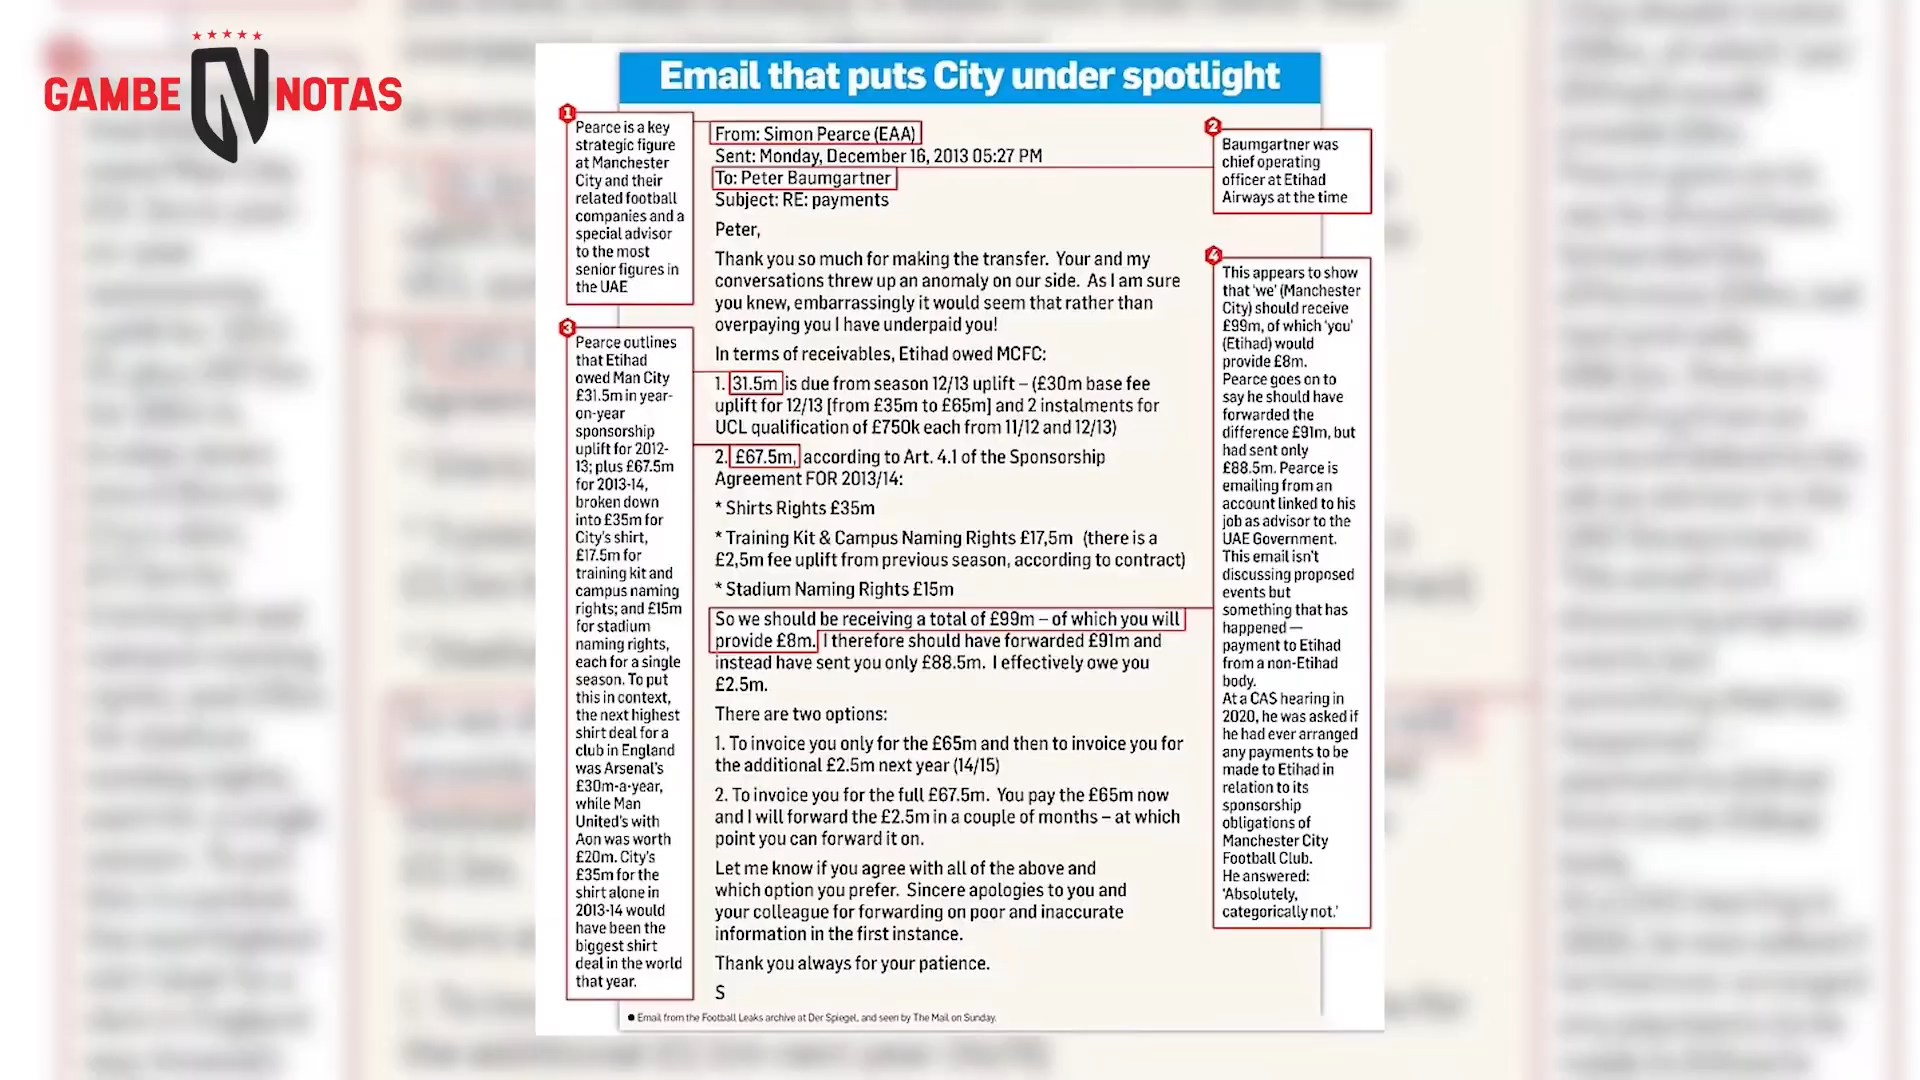 GAMBE N NOTAS
Email that puts City under spotlight
1
Pearce is a key
strategic figure
at Manchester
City and their
related football
companies and a
special advisor
to the most
senior figures in
the UAE
From: Simon Pearce (EAA)
Sent: Monday, December 16, 2013 05:27 PM
To: Peter Baumgartner
Subject: RE: payments
2
Baumgartner was
chief operating
officer at Etihad
Airways at the time
Peter,
Thank you so much for making the transfer. Your and my
conversations threw up an anomaly on our side. As I am sure
you knew, embarrassingly it would seem that rather than
overpaying you I have underpaid you!
In terms of receivables, Etihad owed MCFC:
1. 31.5m is due from season 12/13 uplift – (£30m base fee
uplift for 12/13 [from £35m to £65m] and 2 instalments for
UCL qualification of £750k each from 11/12 and 12/13)
2. £67.5m, according to Art. 4.1 of the Sponsorship
Agreement FOR 2013/14:
* Shirts Rights £35m
* Training Kit & Campus Naming Rights £17,5m (there is a
£2,5m fee uplift from previous season, according to contract)
* Stadium Naming Rights £15m
So we should be receiving a total of £99m – of which you will
provide £8m. I therefore should have forwarded £91m and
instead have sent you only £88.5m. I effectively owe you
£2.5m.
There are two options:
1. To invoice you only for the £65m and then to invoice you for
the additional £2.5m next year (14/15)
2. To invoice you for the full £67.5m. You pay the £65m now
and I will forward the £2.5m in a couple of months – at which
point you can forward it on.
Let me know if you agree with all of the above and
which option you prefer. Sincere apologies to you and
your colleague for forwarding on poor and inaccurate
information in the first instance.
Thank you always for your patience.
S
3
Pearce outlines
that Etihad
owed Man City
£31.5m in year-
on-year
sponsorship
uplift for 2012-
13; plus £67.5m
for 2013-14,
broken down
into £35m for
City's shirt,
£17.5m for
training kit and
campus naming
rights; and £15m
for stadium
naming rights,
each for a single
season. To put
this in context,
the next highest
shirt deal for a
club in England
was Arsenal's
£30m-a-year,
while Man
United's with
Aon was worth
£20m. City's
£35m for the
shirt alone in
2013-14 would
have been the
biggest shirt
deal in the world
that year.
4
This appears to show
that 'we' (Manchester
City) should receive
£99m, of which 'you'
(Etihad) would
provide £8m.
Pearce goes on to
say he should have
forwarded the
difference £91m, but
had sent only
£88.5m. Pearce is
emailing from an
account linked to his
job as advisor to the
UAE Government.
This email isn't
discussing proposed
events but
something that has
happened —
payment to Etihad
from a non-Etihad
body.
At a CAS hearing in
2020, he was asked if
he had ever arranged
any payments to be
made to Etihad in
relation to its
sponsorship
obligations of
Manchester City
Football Club.
He answered:
'Absolutely,
categorically not.'
● Email from the Football Leaks archive at Der Spiegel, and seen by The Mail on Sunday.